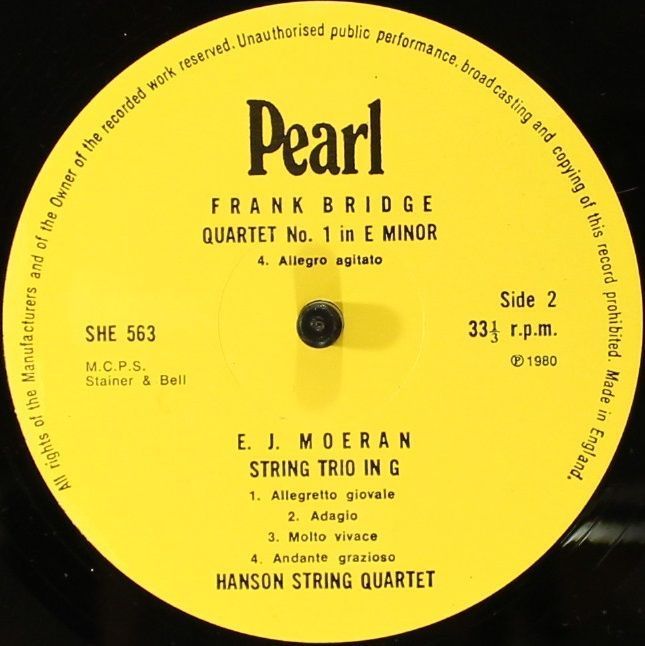 All rights of the Manufacturers and of the Owner of the recorded work reserved. Unauthorised public performance, broadcasting and copying of this record prohibited. Made in England.
Pearl
FRANK BRIDGE
QUARTET No. 1 in E MINOR
4. Allegro agitato
Side 2
SHE 563
33⅓ r.p.m.
M.C.P.S.
℗ 1980
Stainer & Bell
E. J. MOERAN
STRING TRIO IN G
1. Allegretto giovale
2. Adagio
3. Molto vivace
4. Andante grazioso
HANSON STRING QUARTET